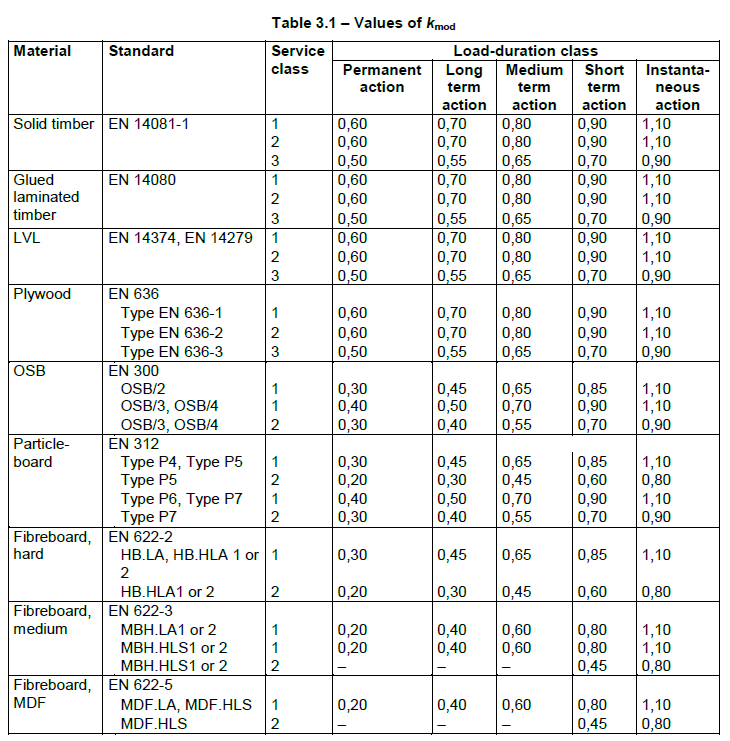 Table 3.1 – Values of kmod
Material Standard Service class Load-duration class
Permanent action Long term action Medium term action Short term action Instanta-neous action
Solid timber EN 14081-1 1 0,60 0,70 0,80 0,90 1,10
2 0,60 0,70 0,80 0,90 1,10
3 0,50 0,55 0,65 0,70 0,90
Glued EN 14080 1 0,60 0,70 0,80 0,90 1,10
laminated 2 0,60 0,70 0,80 0,90 1,10
timber 3 0,50 0,55 0,65 0,70 0,90
LVL EN 14374, EN 14279 1 0,60 0,70 0,80 0,90 1,10
2 0,60 0,70 0,80 0,90 1,10
3 0,50 0,55 0,65 0,70 0,90
Plywood EN 636
Type EN 636-1 1 0,60 0,70 0,80 0,90 1,10
Type EN 636-2 2 0,60 0,70 0,80 0,90 1,10
Type EN 636-3 3 0,50 0,55 0,65 0,70 0,90
OSB EN 300
OSB/2 1 0,30 0,45 0,65 0,85 1,10
OSB/3, OSB/4 1 0,40 0,50 0,70 0,90 1,10
OSB/3, OSB/4 2 0,30 0,40 0,55 0,70 0,90
Particle- EN 312
board Type P4, Type P5 1 0,30 0,45 0,65 0,85 1,10
Type P5 2 0,20 0,30 0,45 0,60 0,80
Type P6, Type P7 1 0,40 0,50 0,70 0,90 1,10
Type P7 2 0,30 0,40 0,55 0,70 0,90
Fibreboard, EN 622-2
hard HB.LA, HB.HLA 1 or 1 0,30 0,45 0,65 0,85 1,10
2
HB.HLA1 or 2 2 0,20 0,30 0,45 0,60 0,80
Fibreboard, EN 622-3
medium MBH.LA1 or 2 1 0,20 0,40 0,60 0,80 1,10
MBH.HLS1 or 2 1 0,20 0,40 0,60 0,80 1,10
MBH.HLS1 or 2 2 – – – 0,45 0,80
Fibreboard, EN 622-5
MDF MDF.LA, MDF.HLS 1 0,20 0,40 0,60 0,80 1,10
MDF.HLS 2 – – – 0,45 0,80